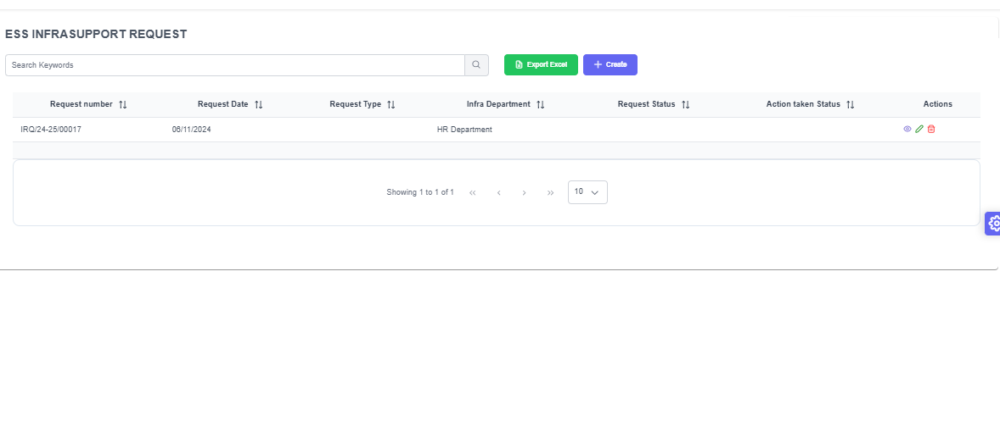 ESS INFRASUPPORT REQUEST
Search Keywords
Export Excel
Create
Request number Request Date Request Type Infra Department Request Status Action taken Status Actions
IRQ/24-25/00017 06/11/2024 HR Department
Showing 1 to 1 of 1 10